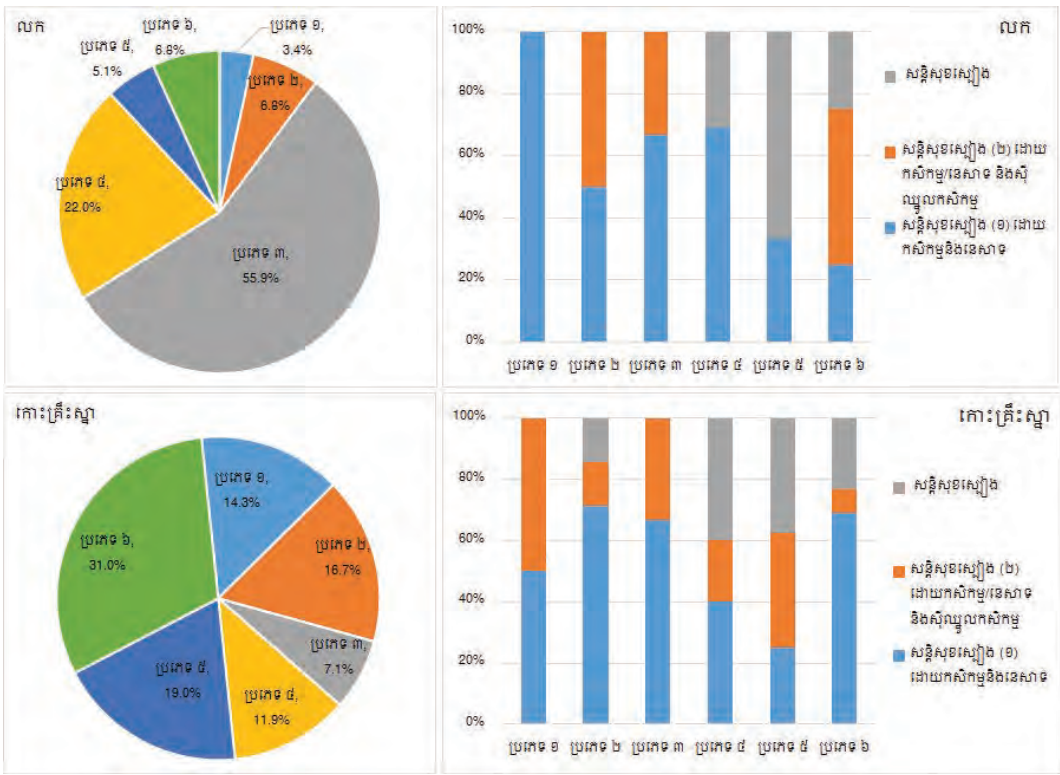 លក
ប្រភេទ ១,
3.4%
ប្រភេទ ២,
6.8%
ប្រភេទ ៣,
55.9%
ប្រភេទ ៤,
22.0%
ប្រភេទ ៥,
5.1%
ប្រភេទ ៦,
6.8%
លក
100%
80%
60%
40%
20%
0%
ប្រភេទ ១ ប្រភេទ ២ ប្រភេទ ៣ ប្រភេទ ៤ ប្រភេទ ៥ ប្រភេទ ៦
សន្តិសុខស្បៀង
សន្តិសុខស្បៀង (២) ដោយ
កសិកម្ម/នេសាទ និងស៊ី
ឈ្នួលកសិកម្ម
សន្តិសុខស្បៀង (១) ដោយ
កសិកម្មនិងនេសាទ
កោះគ្រឹះស្នា
ប្រភេទ ១,
14.3%
ប្រភេទ ២,
16.7%
ប្រភេទ ៣,
7.1%
ប្រភេទ ៤,
11.9%
ប្រភេទ ៥,
19.0%
ប្រភេទ ៦,
31.0%
កោះគ្រឹះស្នា
100%
80%
60%
40%
20%
0%
ប្រភេទ ១ ប្រភេទ ២ ប្រភេទ ៣ ប្រភេទ ៤ ប្រភេទ ៥ ប្រភេទ ៦
សន្តិសុខស្បៀង
សន្តិសុខស្បៀង (២)
ដោយកសិកម្ម/នេសាទ
និងស៊ីឈ្នួលកសិកម្ម
សន្តិសុខស្បៀង (១)
ដោយកសិកម្មនិងនេសាទ